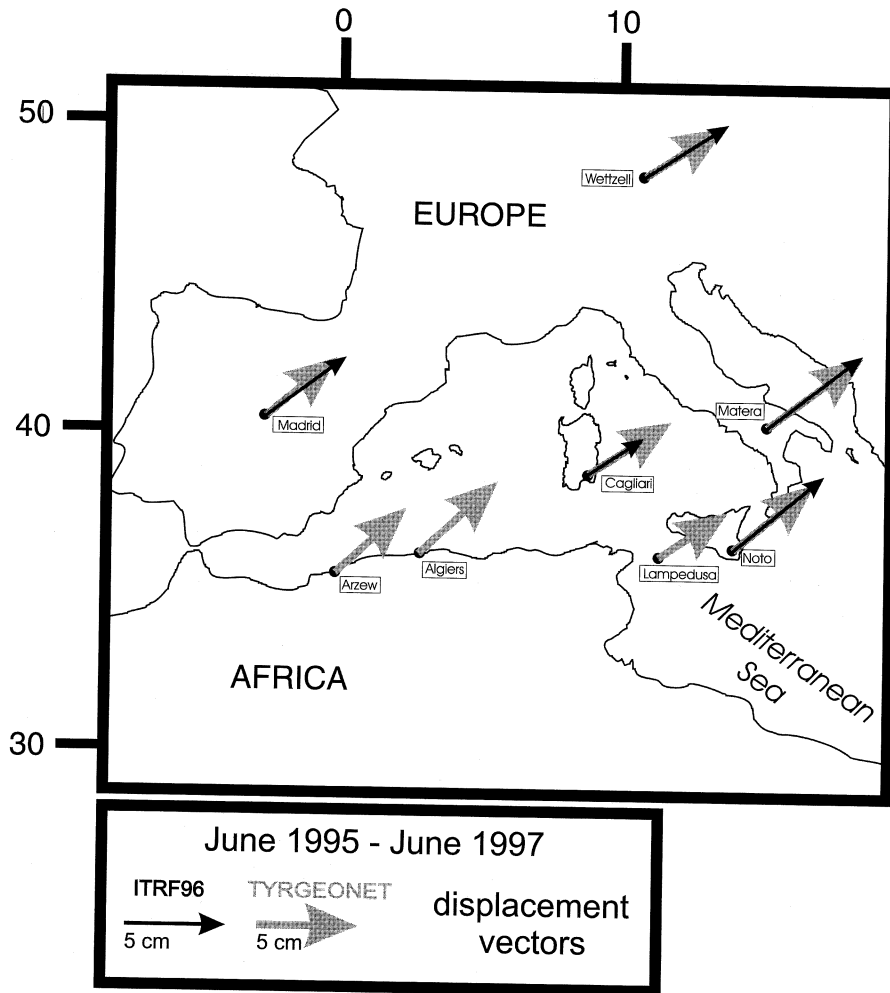 0
10
50
Wettzell
EUROPE
Matera
40
Madrid
Cagliari
Noto
Algiers
Lampedusa
Arzew
Mediterranean
Sea
AFRICA
30
June 1995 - June 1997
ITRF96
TYRGEONET
displacement
vectors
5 cm
5 cm